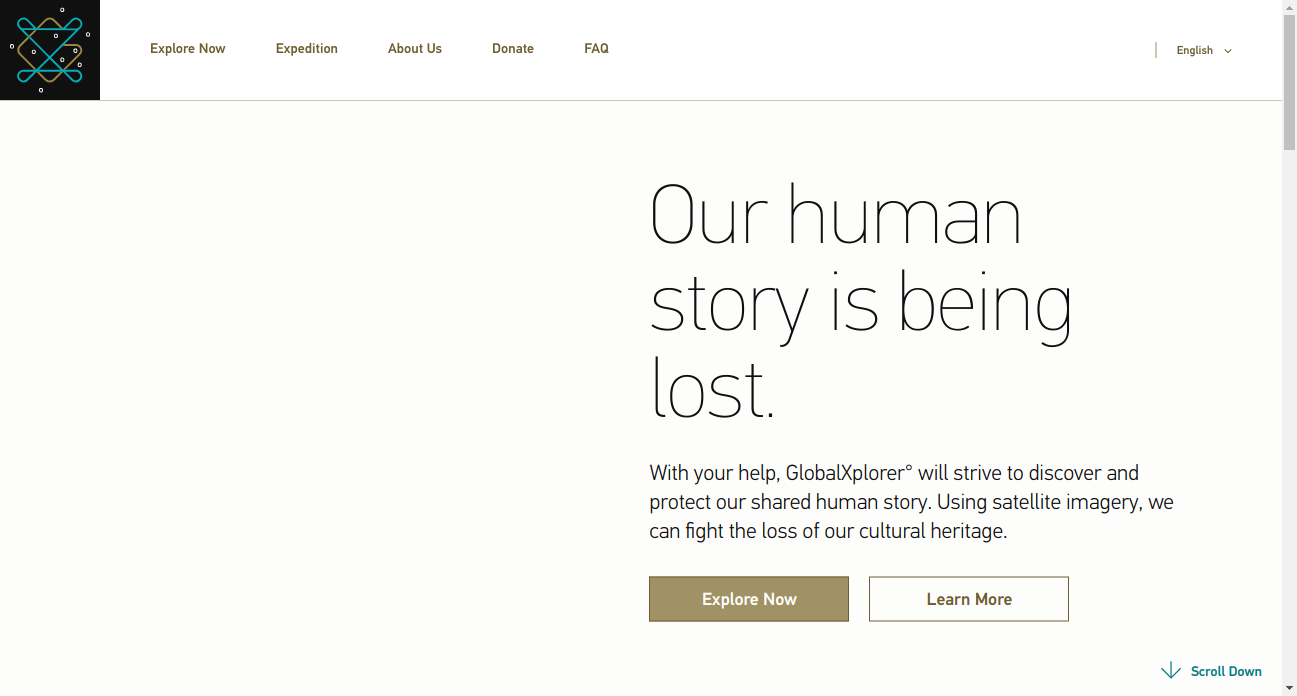 Explore Now
Expedition
About Us
Donate
FAQ
English
Our human
story is being
lost.
With your help, GlobalXplorer° will strive to discover and
protect our shared human story. Using satellite imagery, we
can fight the loss of our cultural heritage.
Explore Now
Learn More
Scroll Down